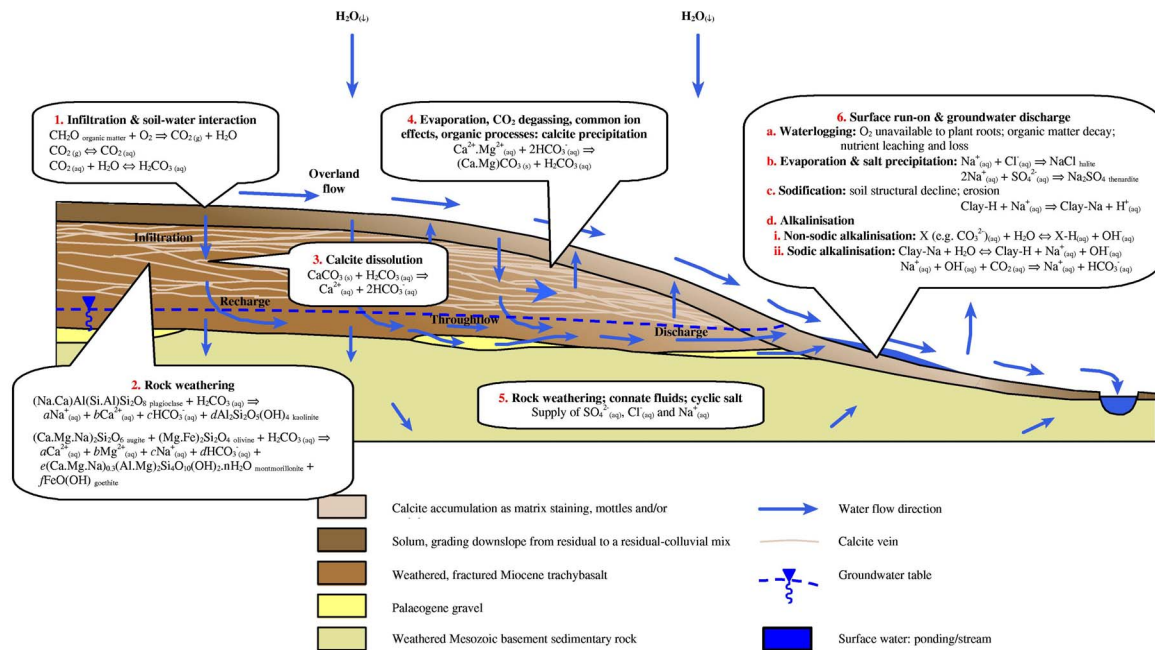 H2O(↓)
H2O(↓)
1. Infiltration & soil-water interaction
CH2O organic matter + O2 ⇒ CO2 (g) + H2O
CO2 (g) ⇔ CO2 (aq)
CO2 (aq) + H2O ⇔ H2CO3 (aq)
4. Evaporation, CO2 degassing, common ion
effects, organic processes: calcite precipitation
Ca2+.Mg2+(aq) + 2HCO3-(aq) ⇒
(Ca.Mg)CO3 (s) + H2CO3 (aq)
6. Surface run-on & groundwater discharge
a. Waterlogging: O2 unavailable to plant roots; organic matter decay;
nutrient leaching and loss
b. Evaporation & salt precipitation: Na+(aq) + Cl-(aq) ⇒ NaCl halite
2Na+(aq) + SO42-(aq) ⇒ Na2SO4 thenardite
c. Sodification: soil structural decline; erosion
Clay-H + Na+(aq) ⇒ Clay-Na + H+(aq)
d. Alkalinisation
i. Non-sodic alkalinisation: X (e.g. CO32-)(aq) + H2O ⇔ X-H(aq) + OH-(aq)
ii. Sodic alkalinisation: Clay-Na + H2O ⇔ Clay-H + Na+(aq) + OH-(aq)
Na+(aq) + OH-(aq) + CO2 (aq) ⇒ Na+(aq) + HCO3-(aq)
Overland
flow
Infiltration
3. Calcite dissolution
CaCO3 (s) + H2CO3 (aq) ⇒
Ca2+(aq) + 2HCO3-(aq)
Recharge
Throughflow
Discharge
2. Rock weathering
(Na.Ca)Al(Si.Al)Si2O8 plagioclase + H2CO3 (aq) ⇒
aNa+(aq) + bCa2+(aq) + cHCO3-(aq) + dAl2Si2O5(OH)4 kaolinite
(Ca.Mg.Na)2Si2O6 augite + (Mg.Fe)2Si2O4 olivine + H2CO3 (aq) ⇒
aCa2+(aq) + bMg2+(aq) + cNa+(aq) + dHCO3-(aq) +
e(Ca.Mg.Na)0.3(Al.Mg)2Si4O10(OH)2.nH2O montmorillonite +
fFeO(OH) goethite
5. Rock weathering; connate fluids; cyclic salt
Supply of SO42-(aq), Cl-(aq) and Na+(aq)
Calcite accumulation as matrix staining, mottles and/or
Solum, grading downslope from residual to a residual-colluvial mix
Weathered, fractured Miocene trachybasalt
Palaeogene gravel
Weathered Mesozoic basement sedimentary rock
Water flow direction
Calcite vein
Groundwater table
Surface water: ponding/stream